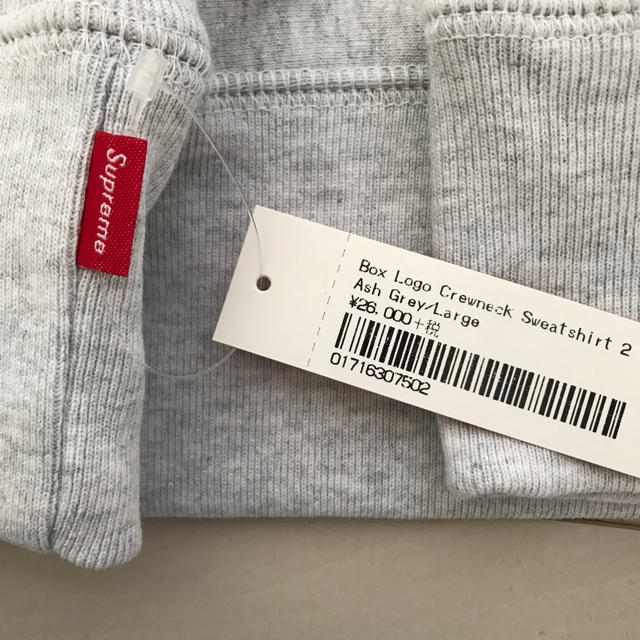 Supreme
Box Logo Crewneck Sweatshirt 2
Ash Grey/Large
¥26,000+税
01716307502